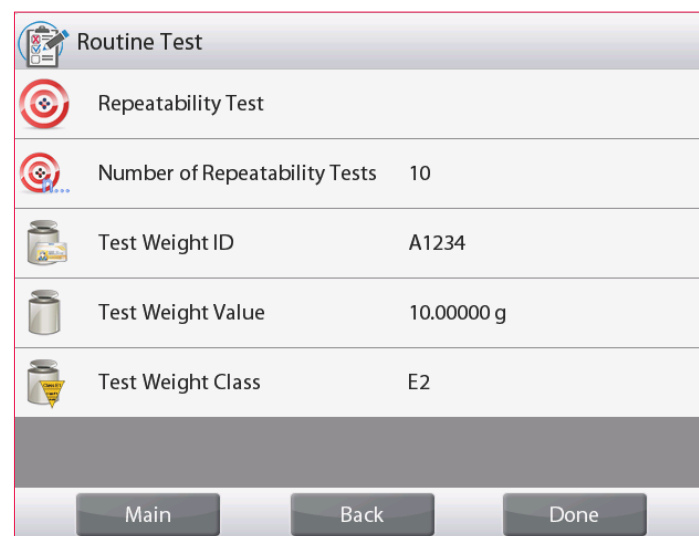 Routine Test
Repeatability Test
Number of Repeatability Tests 10
n...
Test Weight ID A1234
Test Weight Value 10.00000 g
Test Weight Class E2
Main Back Done